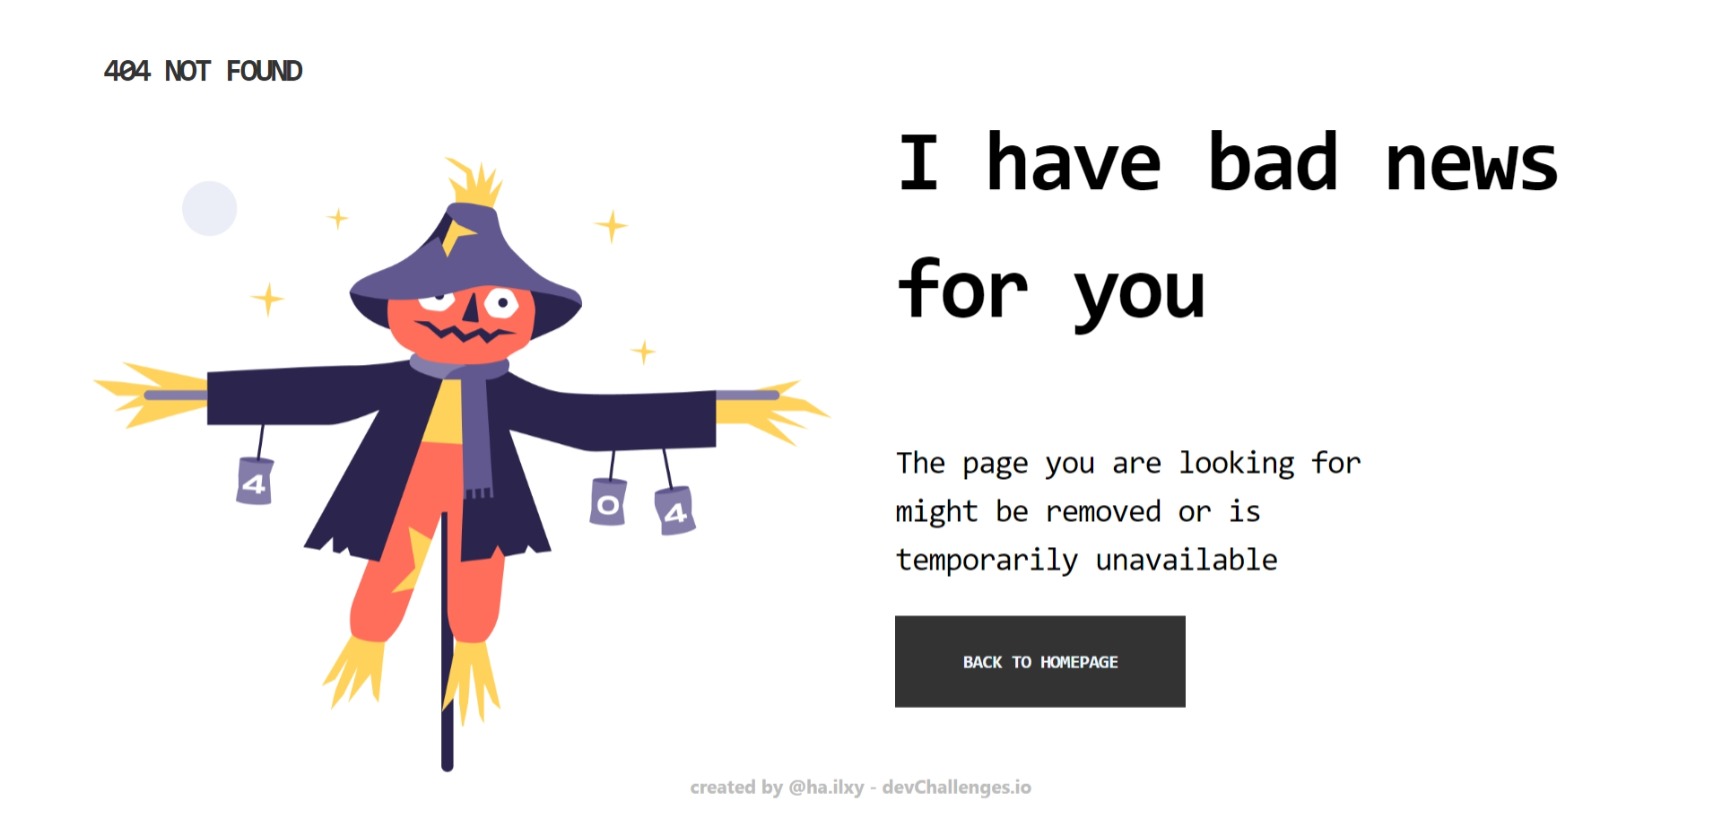 404 NOT FOUND
I have bad news
for you
4
0
4
The page you are looking for
might be removed or is
temporarily unavailable
BACK TO HOMEPAGE
created by @ha.ilxy - devChallenges.io